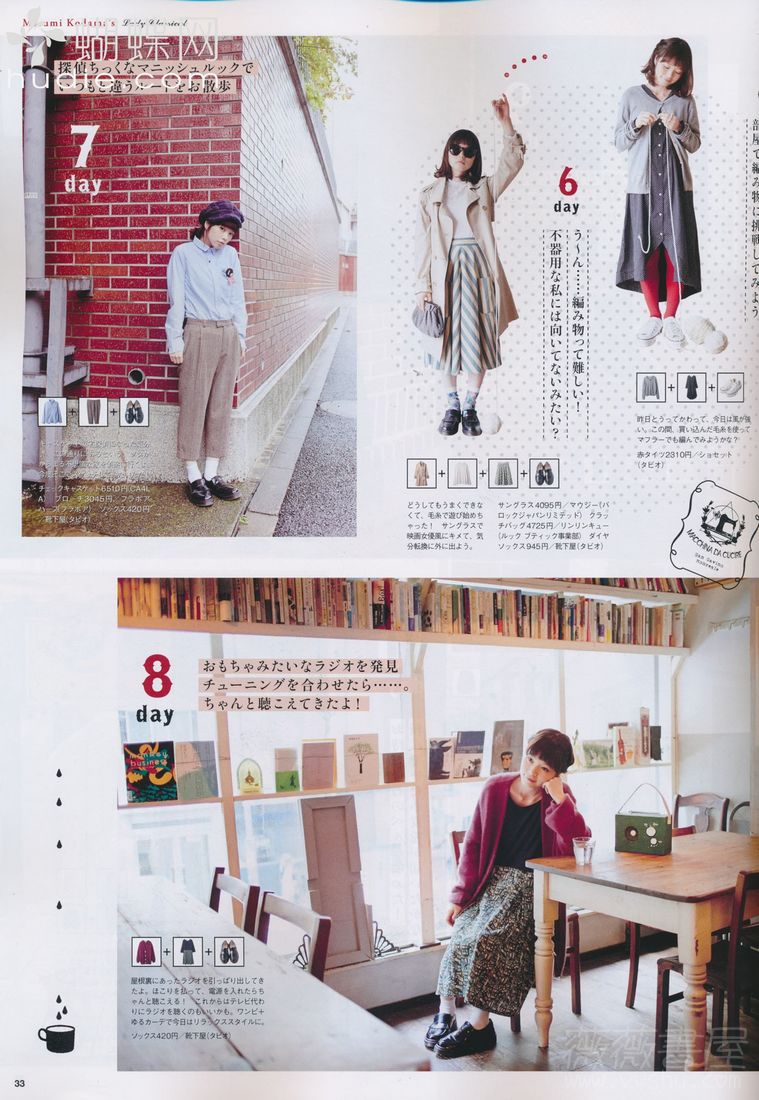 Masumi Kodama's Lady Classical
蝴蝶网
探偵ちっくなマニッシュルックで
いつもと違うルートをお散歩
7
day
チェックキャスケット6510円(CA4L
A) ブローチ3045円/フラボア(
ソックス420円
/靴下屋(タビオ)
6
day
う〜ん……編み物って難しい!
不器用な私には向いてないみたい?
部屋で編み物に挑戦してみよう
昨日とうってかわって、今日は風が強
い。この間、買い込んだ毛糸を使って
マフラーでも編んでみようかな?
赤タイツ2310円/ショセット
(タビオ)
どうしてもうまくできな
くて、毛糸で遊び始めち
ゃった! サングラスで
映画女優風にキメて、気
分転換に外に出よう。
サングラス4095円/マウジー(バ
ロックジャパンリミテッド) クラッ
チバッグ4725円/リンリンキュー
(ルック ブティック事業部) ダイヤ
ソックス945円/靴下屋(タビオ)
MACCHINA DA CUCIRE
8
day
おもちゃみたいなラジオを発見
チューニングを合わせたら……。
ちゃんと聴こえてきたよ!
monkey
business
屋根裏にあったラジオを引っぱり出してき
たよ。ほこりを払って、電源を入れたらち
ゃんと聴こえる! これからはテレビ代わ
りにラジオを聴くのもいいかも。ワンピ+
ゆるカーデで今日はリラックススタイルに。
ソックス420円/靴下屋(タビオ)
33
薇薇書屋